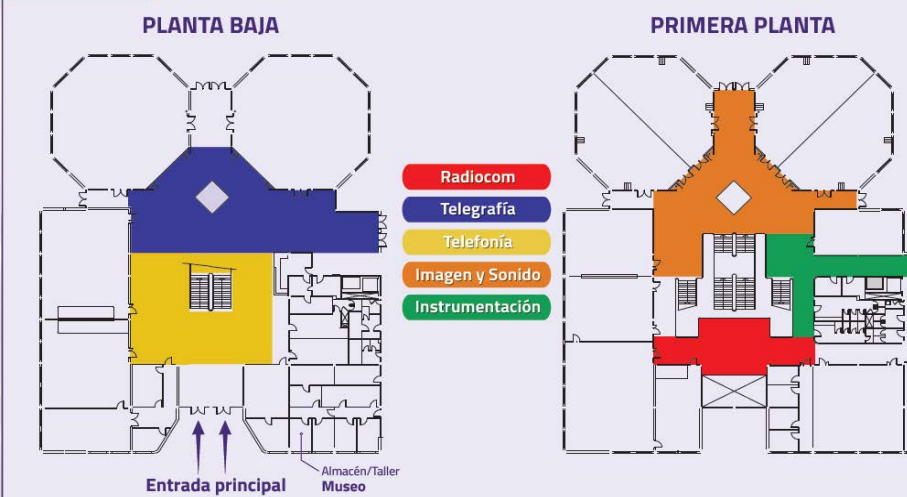 PLANTA BAJA
PRIMERA PLANTA
Radiocom
Telegrafía
Telefonía
Imagen y Sonido
Instrumentación
Entrada principal
Almacén/Taller
Museo